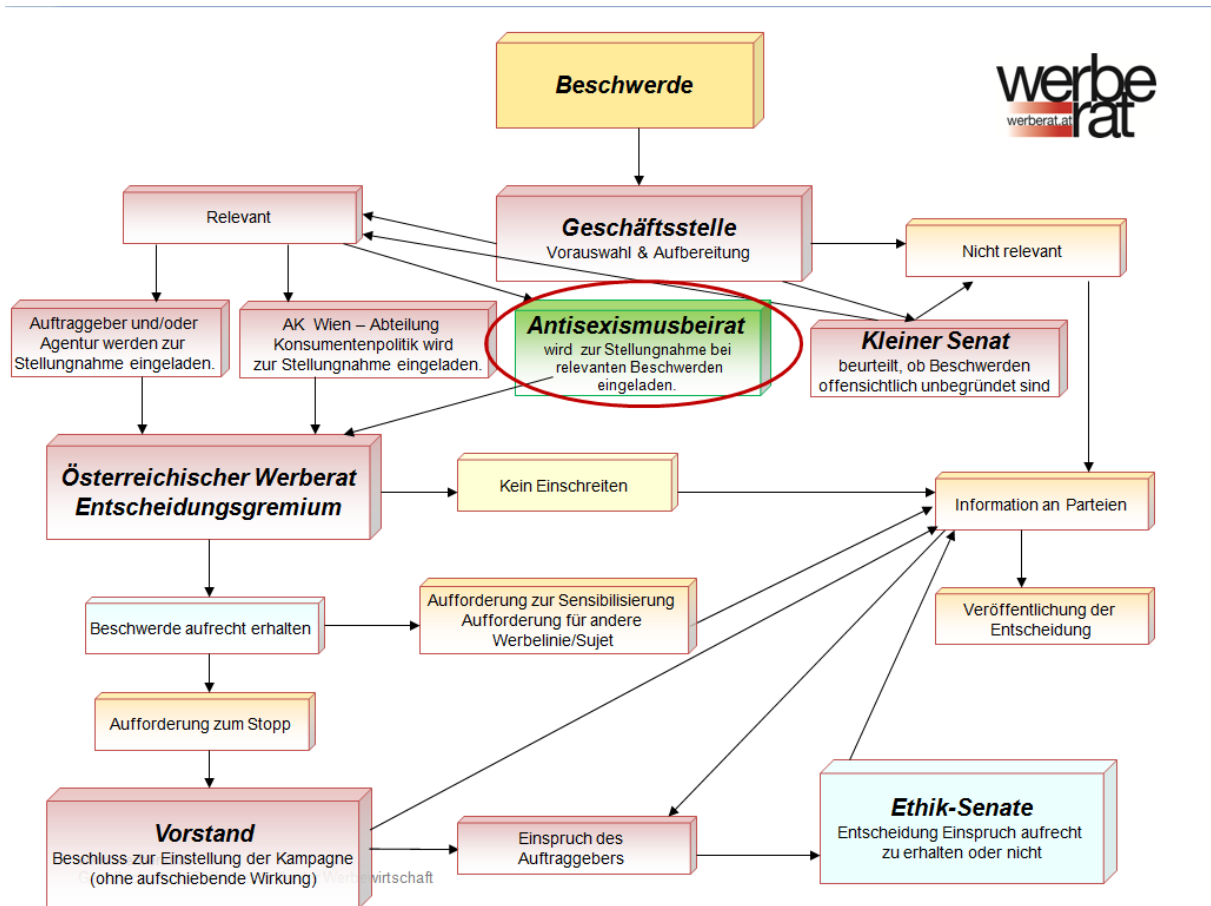 Beschwerde
werbe
rat
werberat.at
Relevant
Geschäftsstelle
Vorauswahl & Aufbereitung
Nicht relevant
Auftraggeber und/oder
Agentur werden zur
Stellungnahme eingeladen.
AK Wien – Abteilung
Konsumentenpolitik wird
zur Stellungnahme eingeladen.
Antisexismusbeirat
wird zur Stellungnahme bei
relevanten Beschwerden
eingeladen.
Kleiner Senat
beurteilt, ob Beschwerden
offensichtlich unbegründet sind
Österreichischer Werberat
Entscheidungsgremium
Kein Einschreiten
Information an Parteien
Beschwerde aufrecht erhalten
Aufforderung zur Sensibilisierung
Aufforderung für andere
Werbelinie/Sujet
Veröffentlichung der
Entscheidung
Aufforderung zum Stopp
Vorstand
Beschluss zur Einstellung der Kampagne
(ohne aufschiebende Wirkung)
Werbewirtschaft
Einspruch des
Auftraggebers
Ethik-Senate
Entscheidung Einspruch aufrecht
zu erhalten oder nicht